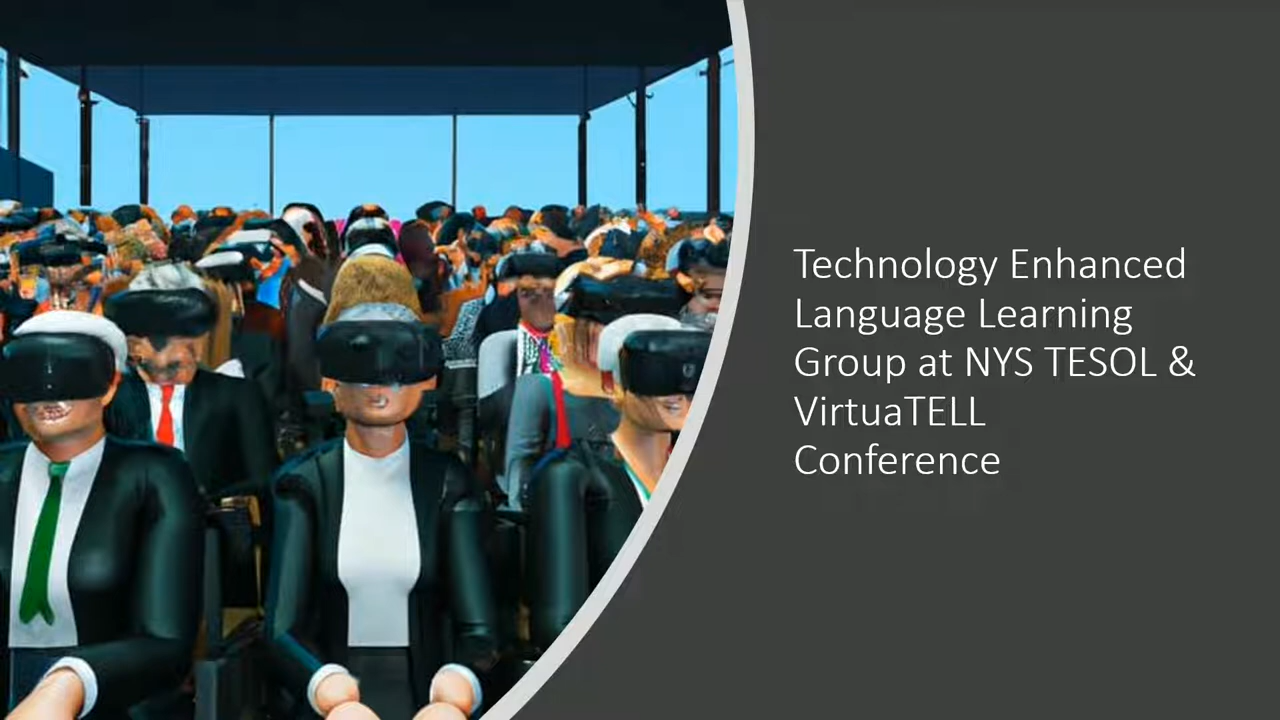 Technology Enhanced
Language Learning
Group at NYS TESOL &
VirtuaTELL
Conference